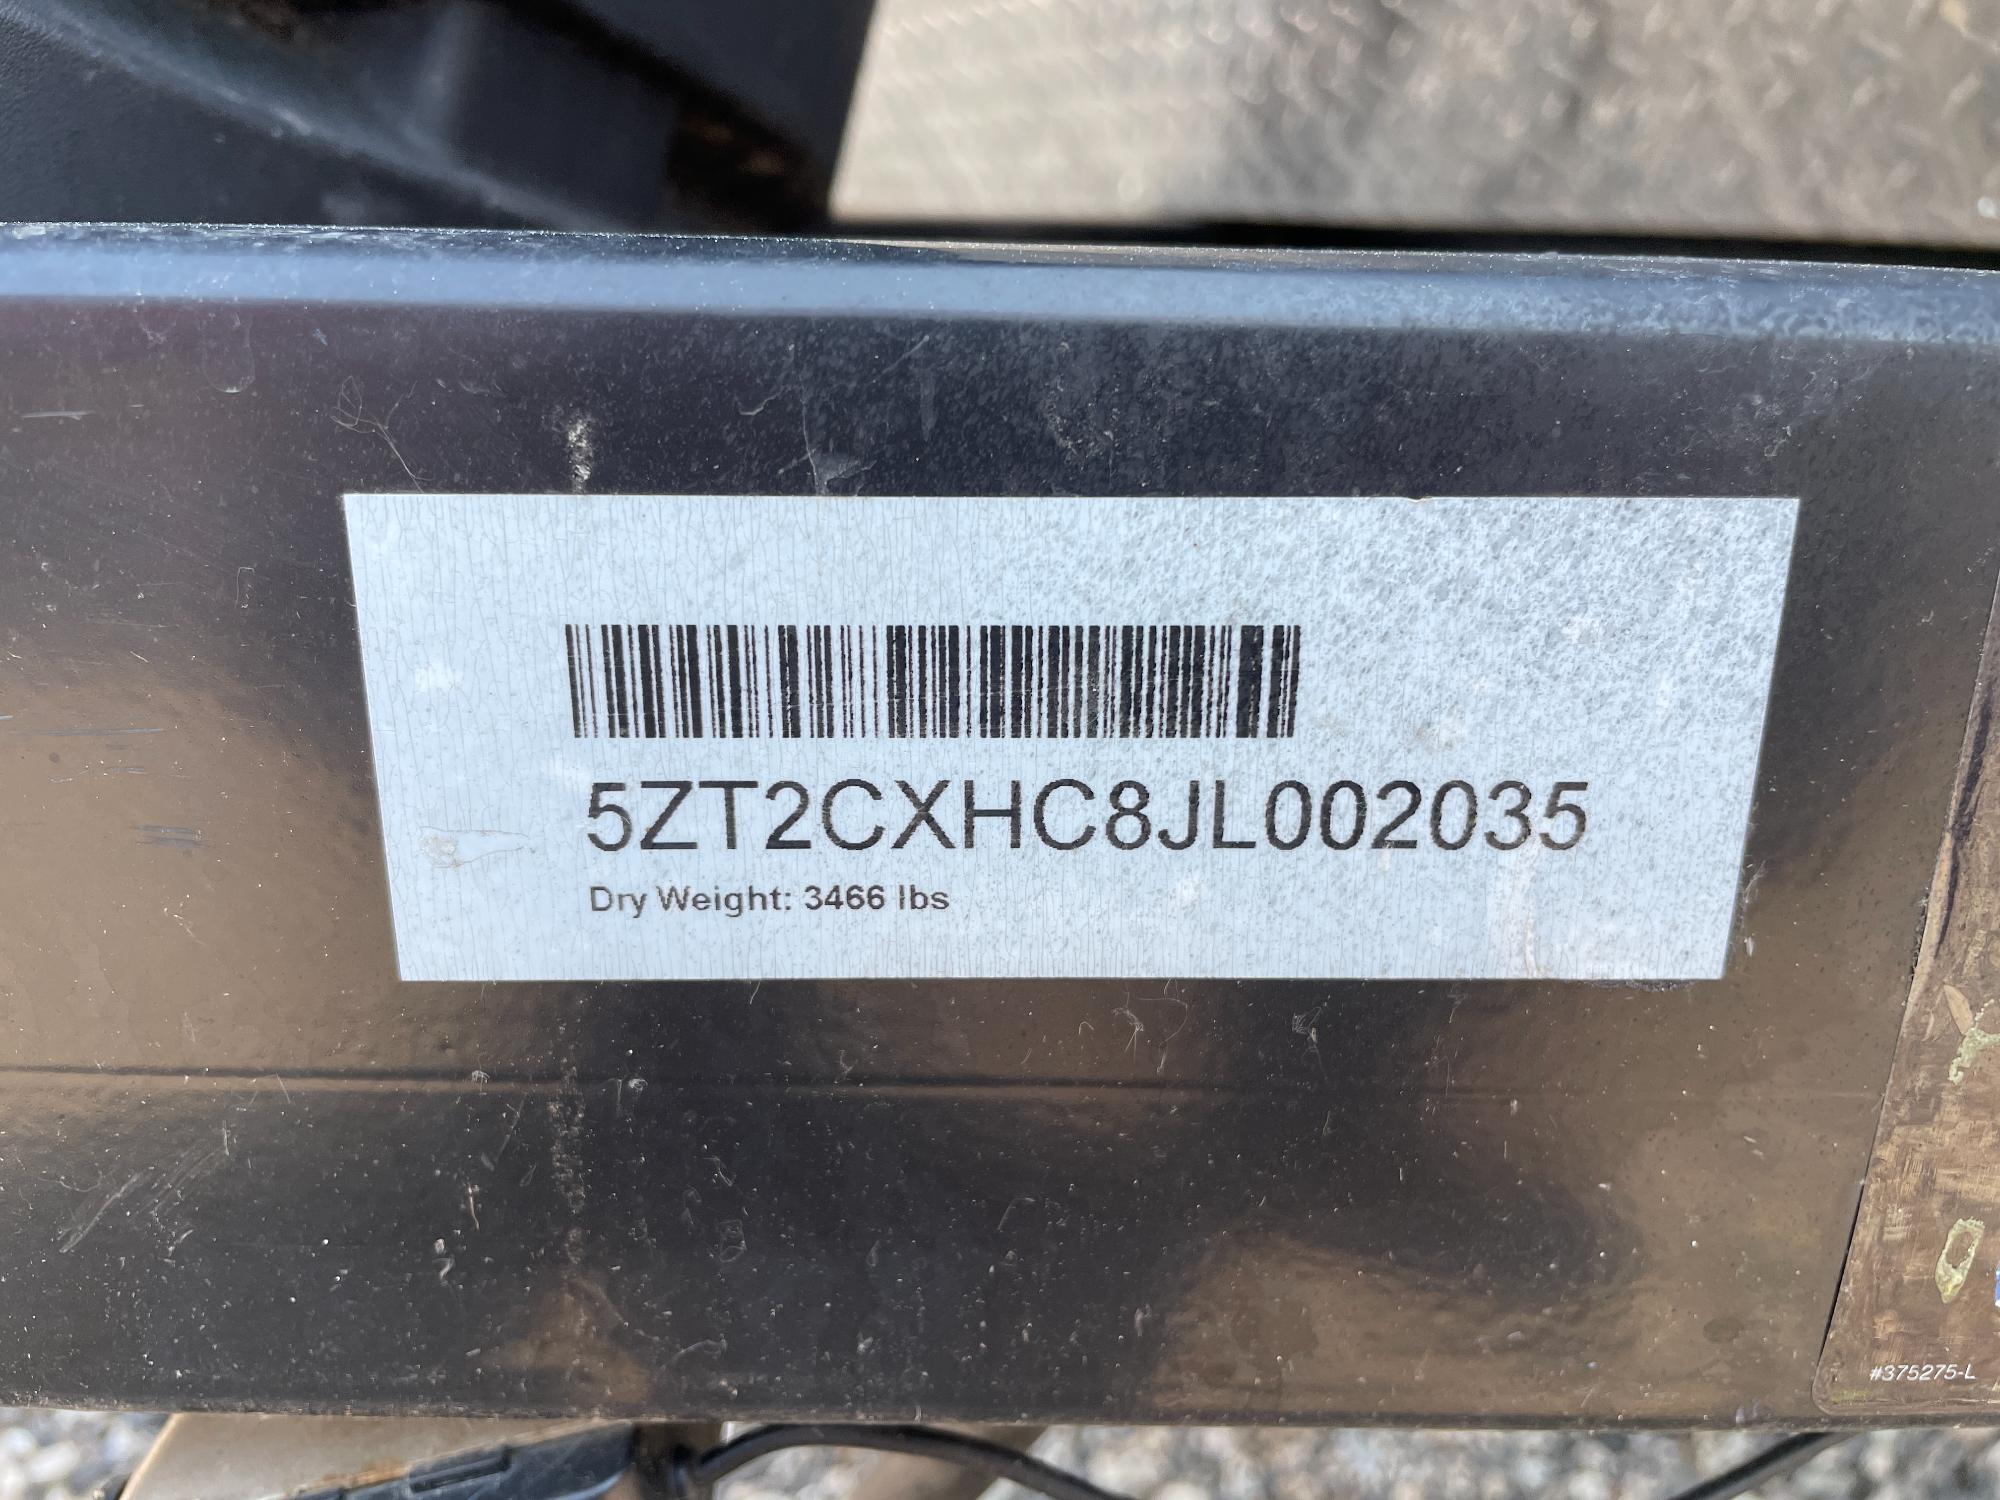 5ZT2CXHC8JL002035
Dry Weight: 3466 lbs
#375275-L